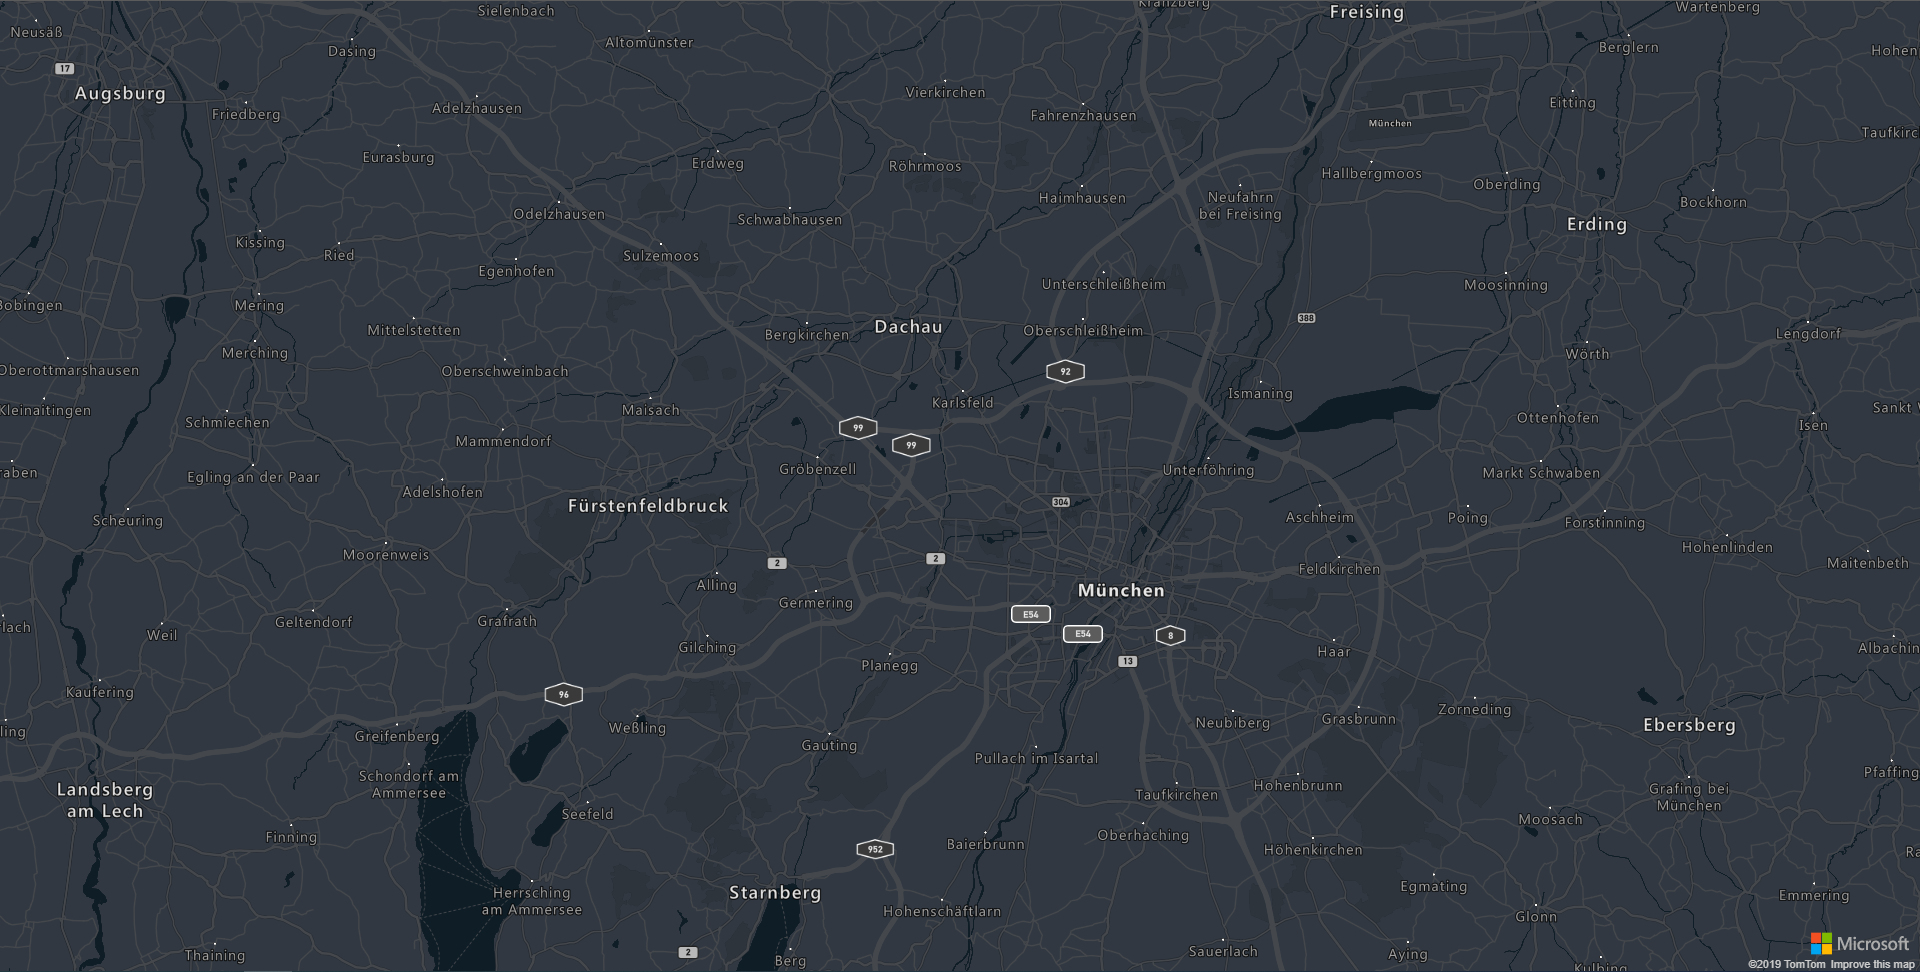 Sielenbach
Kranzberg
Freising
Wartenberg
Neusäß
Dasing
Altomünster
Berglern
Hohen
17
Augsburg
Friedberg
Adelzhausen
Vierkirchen
Fahrenzhausen
München
Eitting
Taufkirc
Eurasburg
Erdweg
Röhrmoos
Hallbergmoos
Oberding
Haimhausen
Neufahrn
bei Freising
Bockhorn
Odelzhausen
Schwabhausen
Erding
Kissing
Ried
Sulzemoos
Egenhofen
Unterschleißheim
Moosinning
Bobingen
Mering
Mittelstetten
Bergkirchen
Dachau
Oberschleißheim
388
Lengdorf
Merching
Wörth
Oberottmarshausen
Oberschweinbach
92
Kleinaitingen
Schmiechen
Maisach
Karlsfeld
Ismaning
Ottenhofen
Sankt
Isen
99
99
Mammendorf
Gröbenzell
Unterföhring
Markt Schwaben
raben
Egling an der Paar
Adelshofen
Fürstenfeldbruck
304
Scheuring
Aschheim
Poing
Forstinning
Moorenweis
2
2
Hohenlinden
Maitenbeth
Alling
Feldkirchen
Germering
München
Geltendorf
Grafrath
E54
E54
8
rlach
Weil
Gilching
Planegg
13
Haar
Albachin
Kaufering
96
Weßling
Neubiberg
Grasbrunn
Zorneding
Ebersberg
ling
Greifenberg
Gauting
Pullach im Isartal
Schondorf am
Ammersee
Landsberg
am Lech
Seefeld
Taufkirchen
Hohenbrunn
Grafing bei
München
Pfaffing
Finning
952
Baierbrunn
Oberhaching
Höhenkirchen
Moosach
Ra
Herrsching
am Ammersee
Starnberg
Hohenschäftlarn
Egmating
Glonn
Emmering
Thaining
2
Berg
Sauerlach
Aying
Kulbing
Microsoft
©2019 TomTom Improve this map